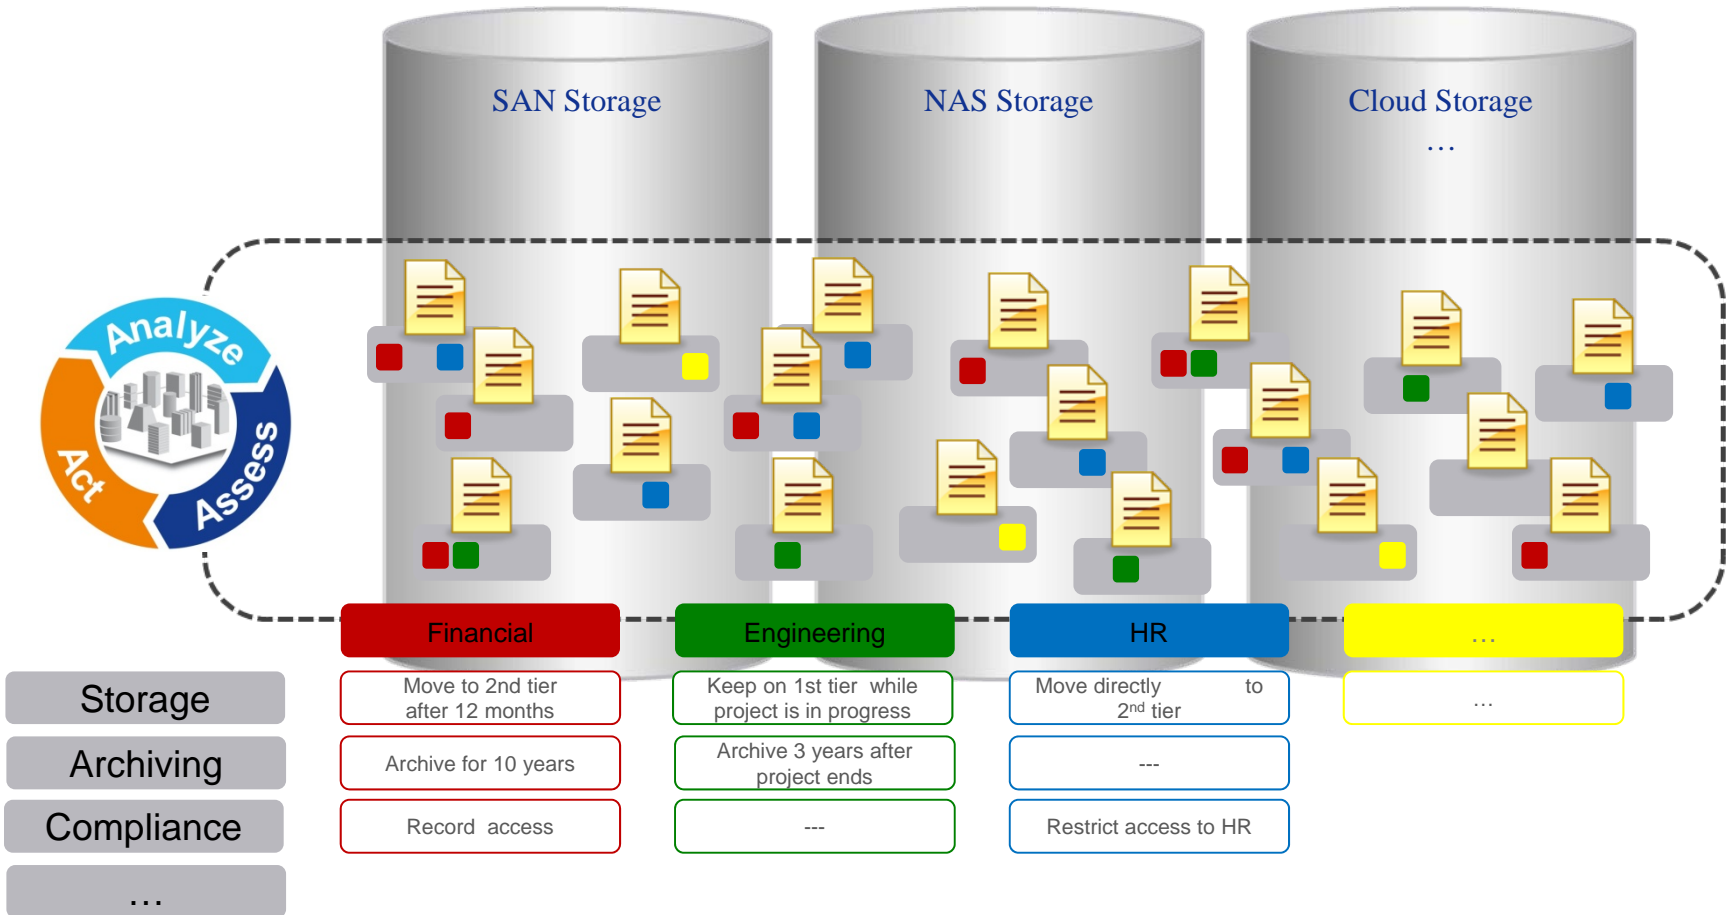 SAN Storage
NAS Storage
Cloud Storage
…
Analyze
Assess
Act
Financial
Engineering
HR
…
Storage
Move to 2nd tier
after 12 months
Keep on 1st tier while
project is in progress
Move directly to
2nd tier
…
Archiving
Archive for 10 years
Archive 3 years after
project ends
---
Compliance
Record access
---
Restrict access to HR
…